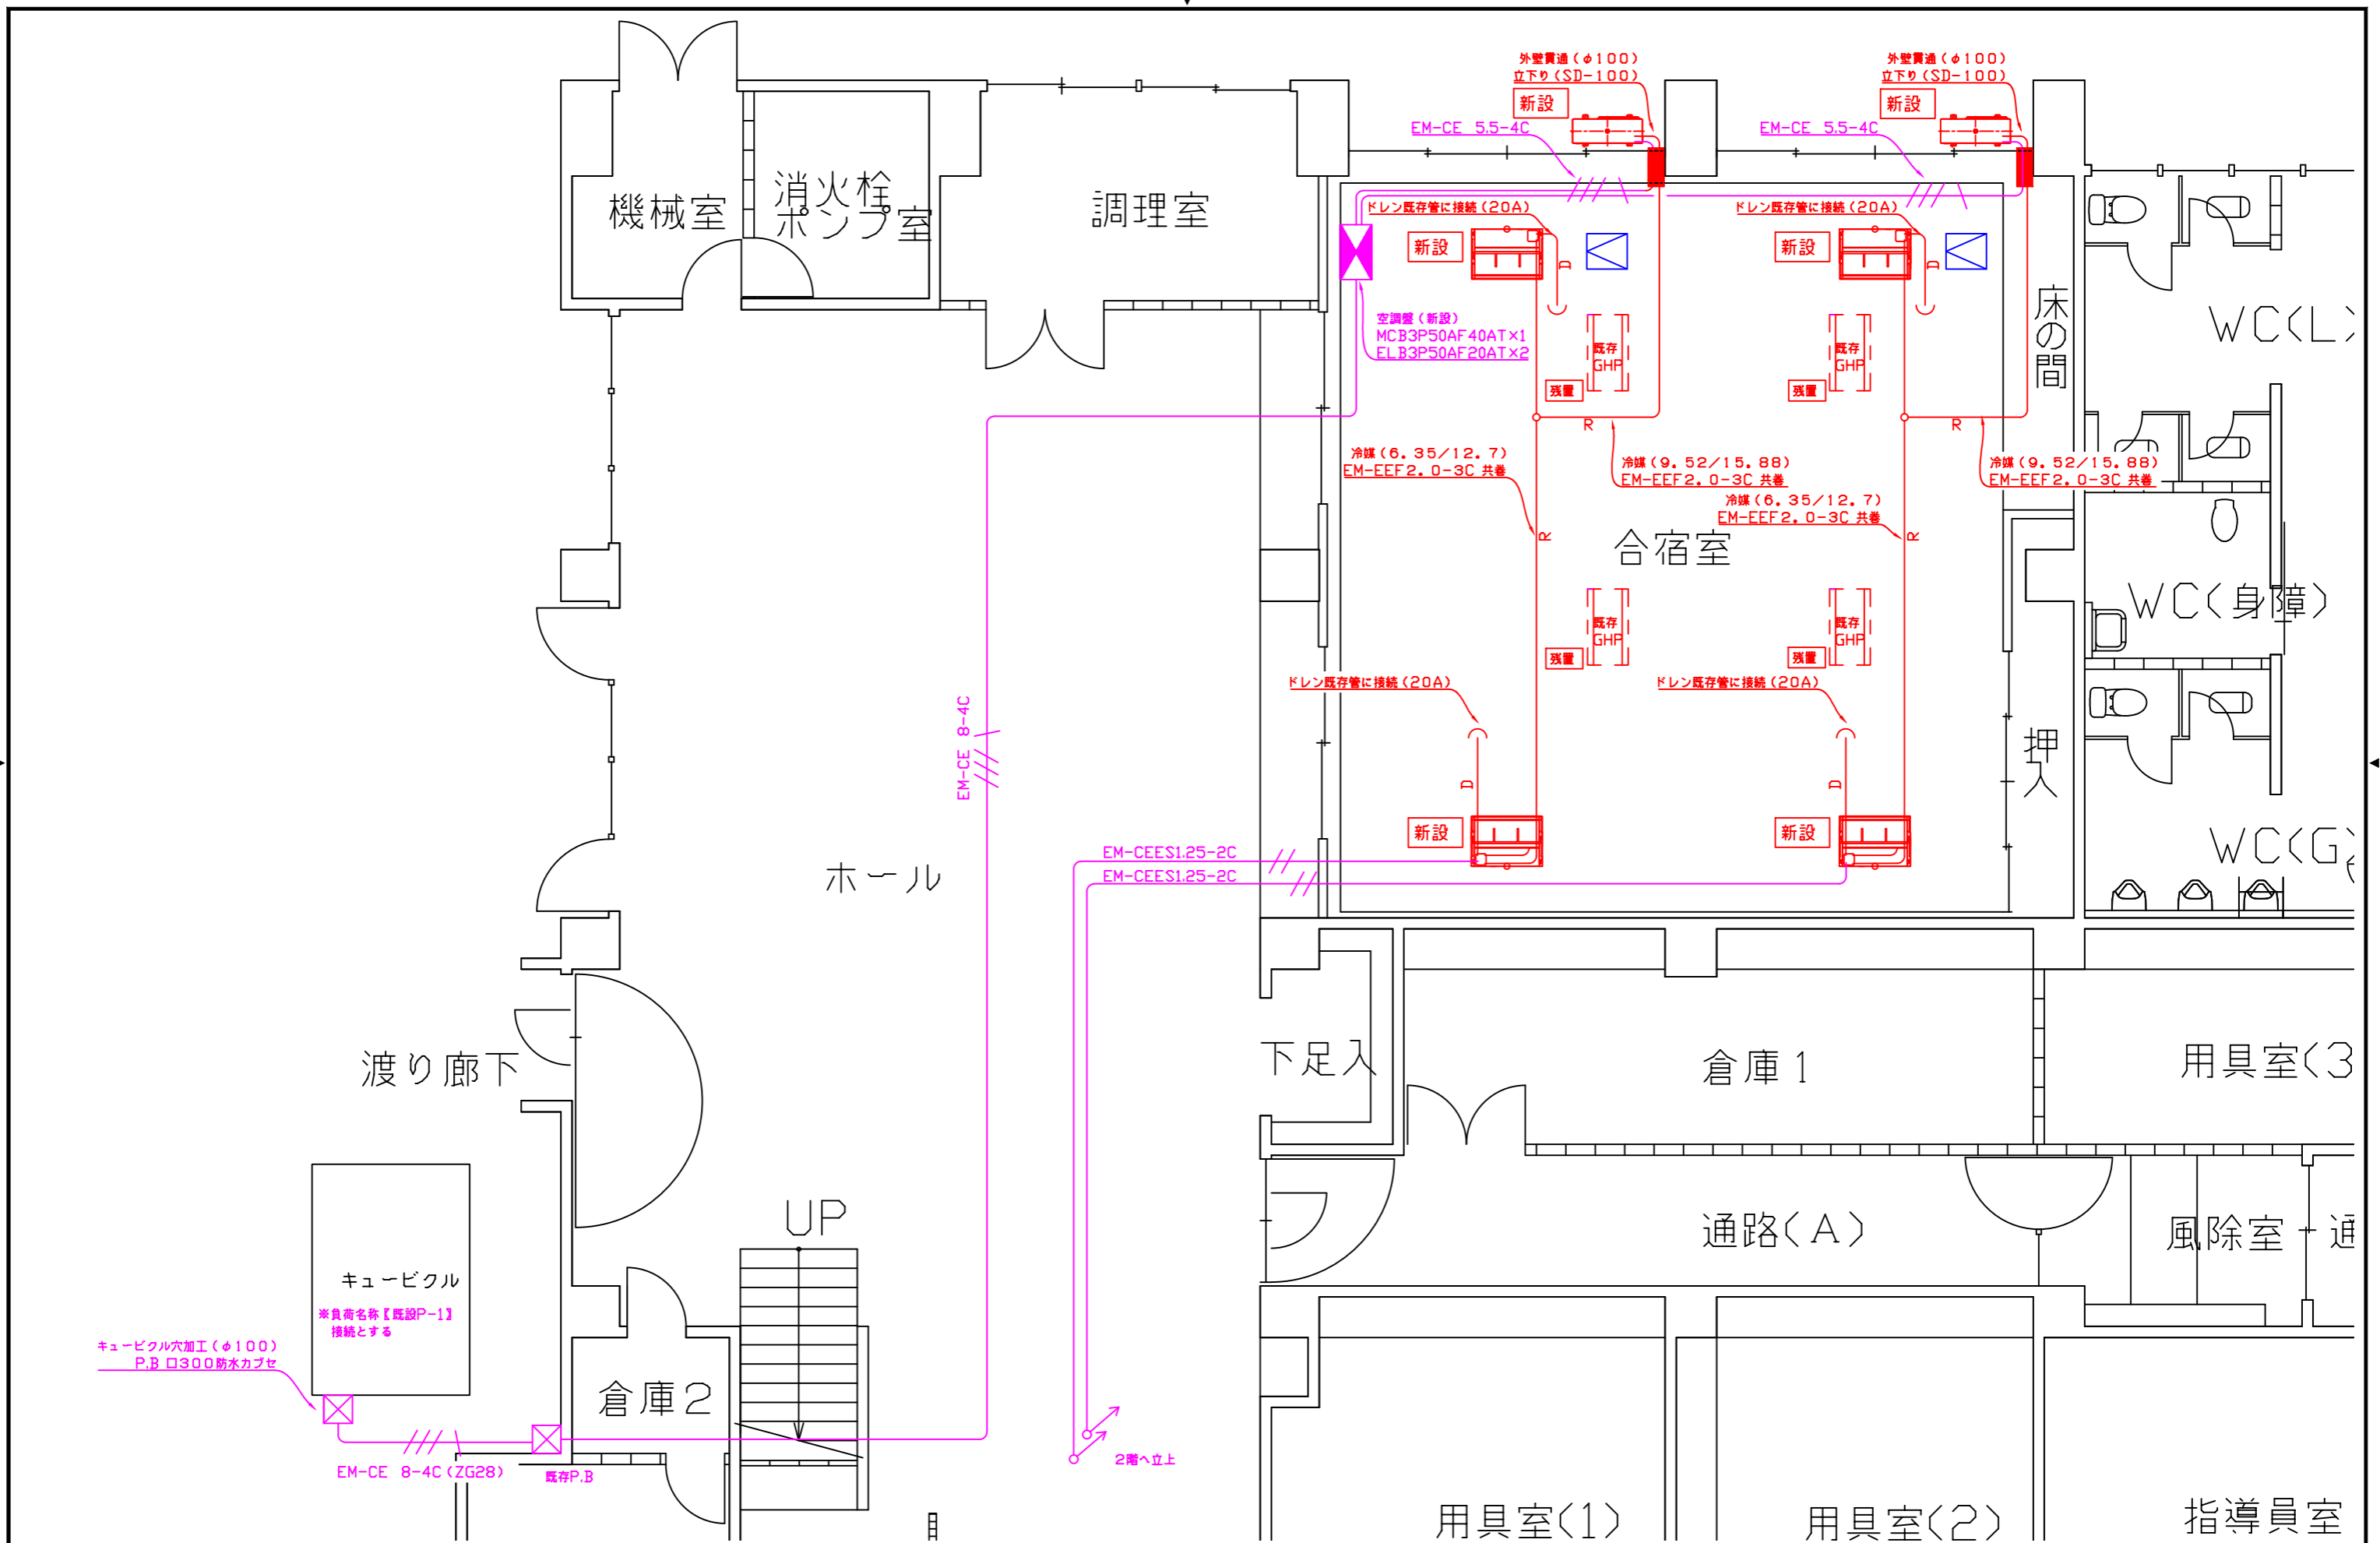 外壁貫通(φ100)
立下り(SD-100)
新設
外壁貫通(φ100)
立下り(SD-100)
新設
EM-CE 5.5-4C
EM-CE 5.5-4C
機械室
消火栓
ポンプ室
調理室
ドレン既存管に接続(20A)
ドレン既存管に接続(20A)
新設
D
新設
D
床の間
WC(L)
空調盤(新設)
MCB3P50AF40AT×1
ELB3P50AF20AT×2
既存
GHP
残置
既存
GHP
残置
R
R
冷媒(6.35/12.7)
EM-EEF2.0-3C 共巻
冷媒(9.52/15.88)
EM-EEF2.0-3C 共巻
冷媒(9.52/15.88)
EM-EEF2.0-3C 共巻
冷媒(6.35/12.7)
EM-EEF2.0-3C 共巻
R
R
合宿室
WC(身障)
既存
GHP
残置
既存
GHP
残置
ドレン既存管に接続(20A)
ドレン既存管に接続(20A)
EM-CE 8-4C
D
D
押入
新設
新設
WC(G)
EM-CEES1.25-2C
EM-CEES1.25-2C
ホール
渡り廊下
下足入
倉庫1
用具室(3
UP
通路(A)
風除室
通
キュービクル
※負荷名称【既設P-1】
接続とする
キュービクル穴加工(φ100)
P.B 口300防水カブセ
倉庫2
EM-CE 8-4C(ZG28)
既存P.B
2階へ立上
用具室(1)
用具室(2)
指導員室